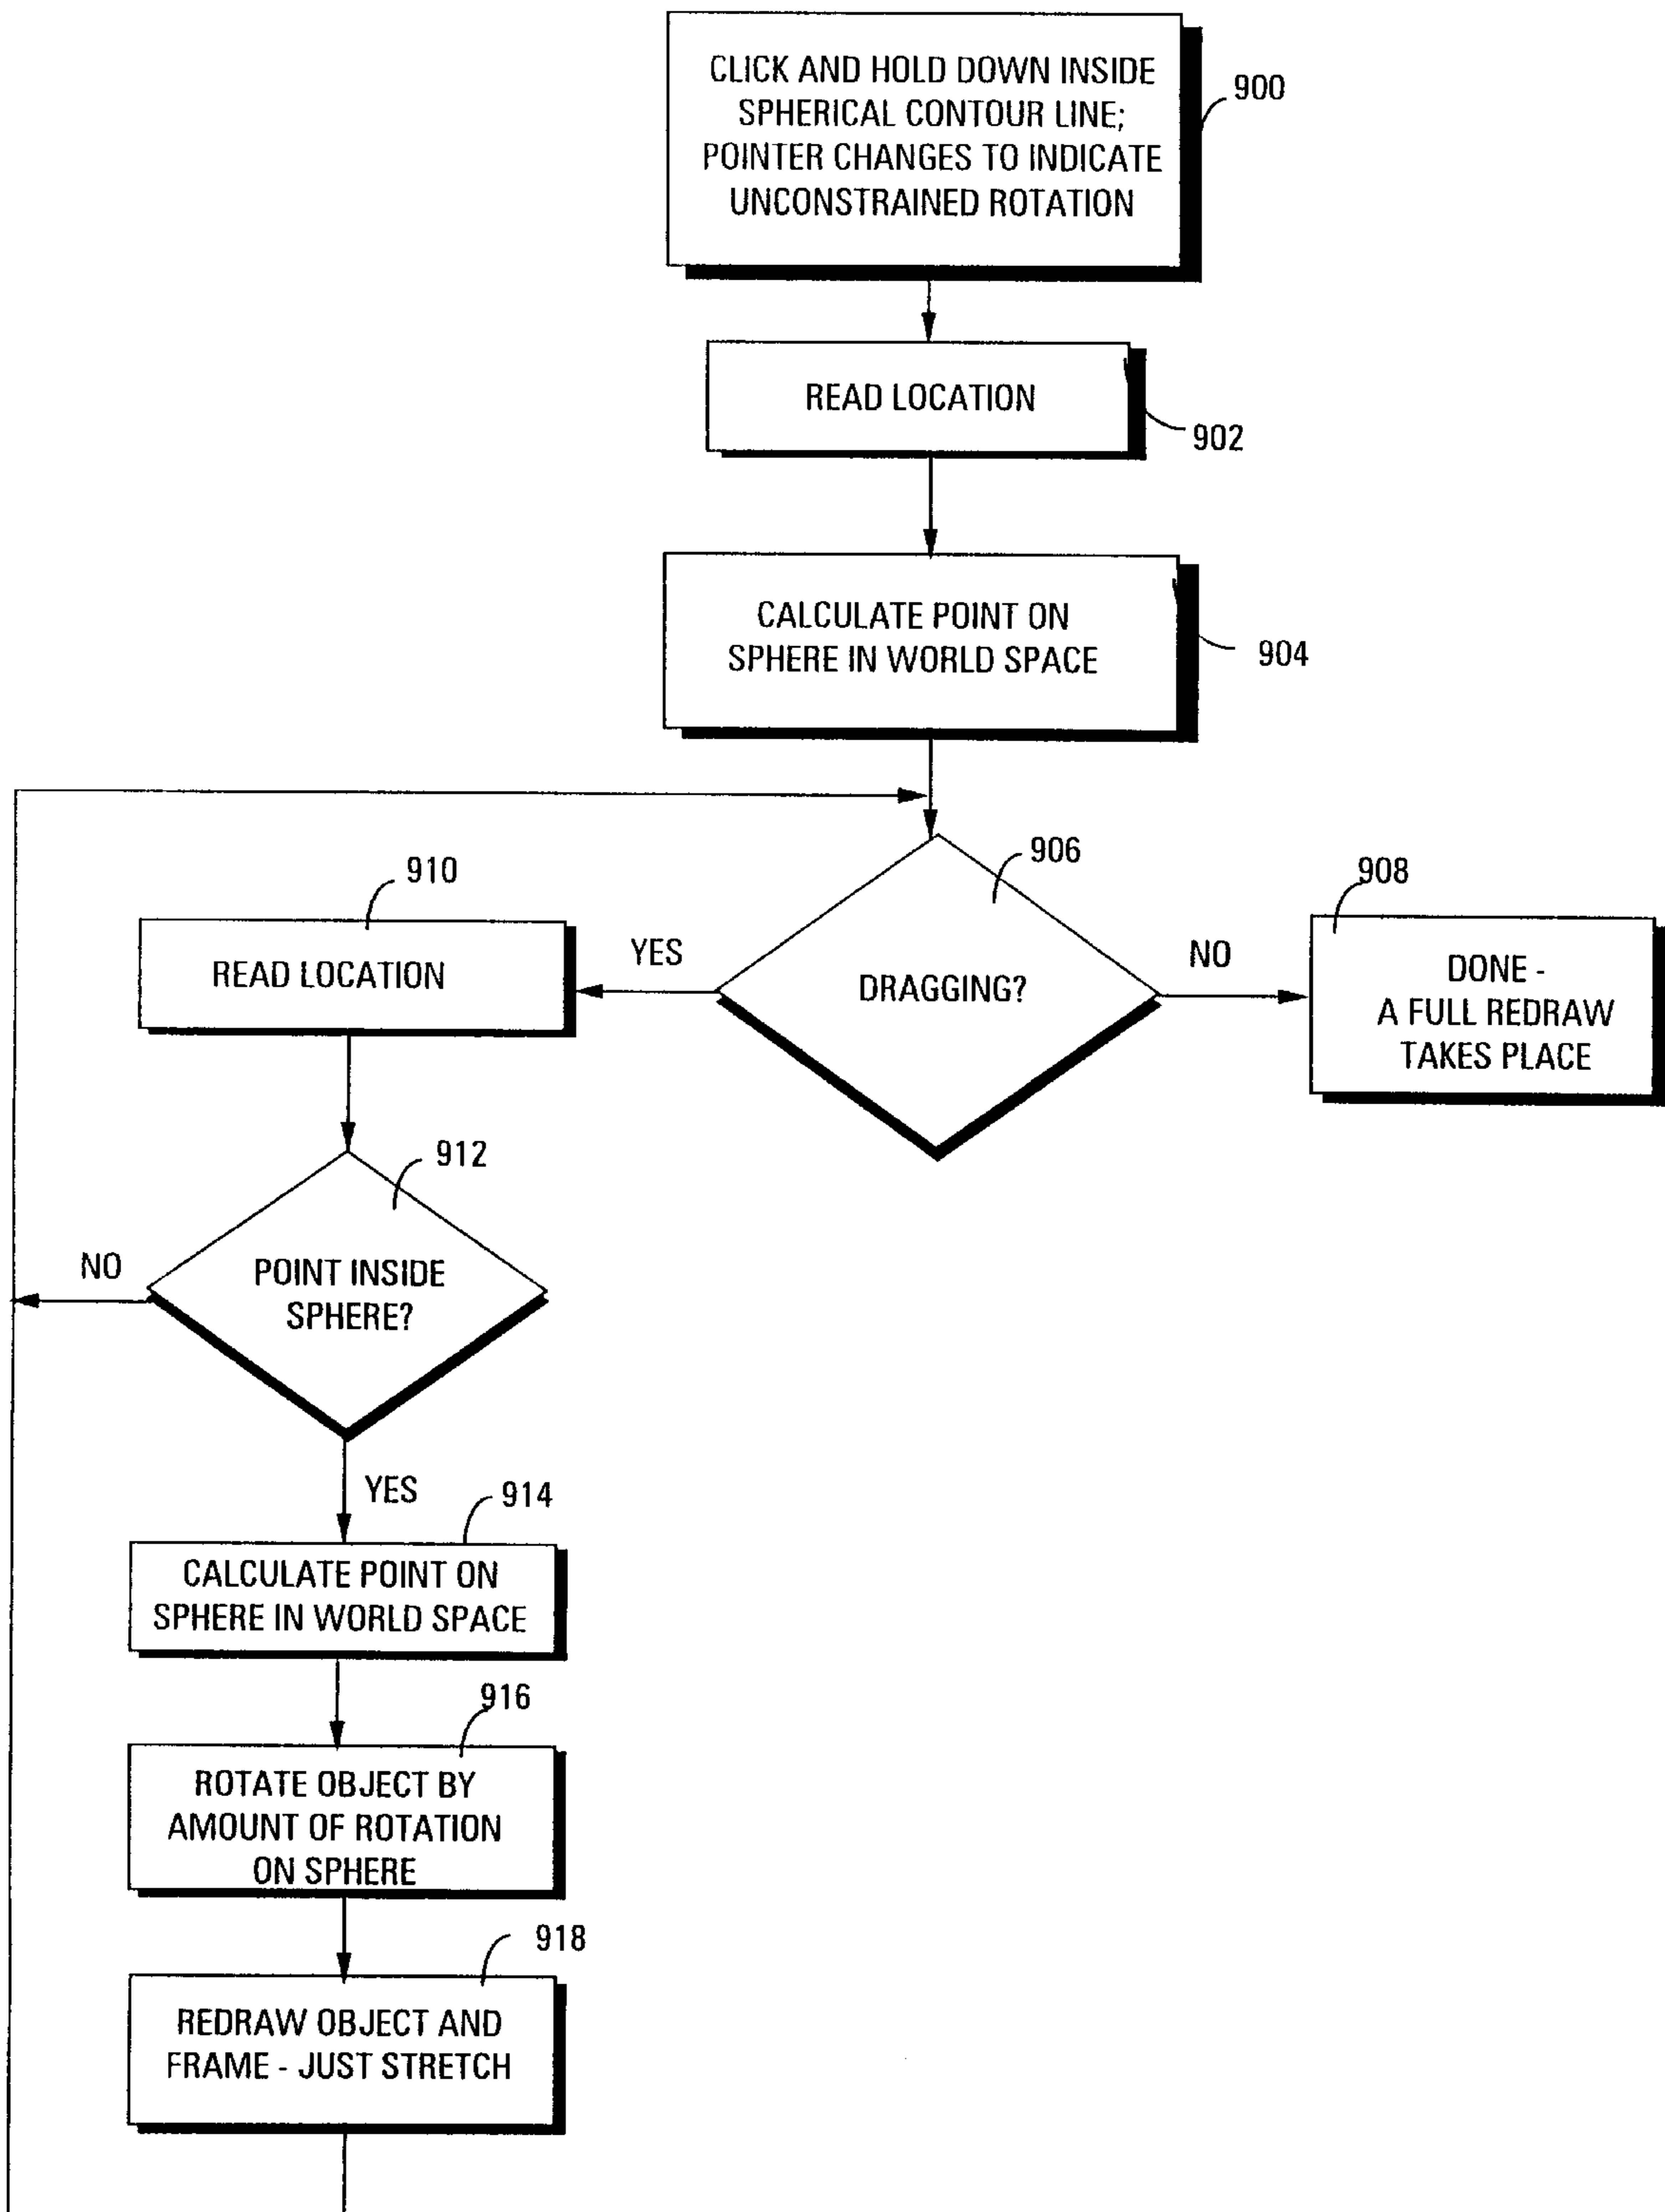 CLICK AND HOLD DOWN INSIDE
SPHERICAL CONTOUR LINE;
POINTER CHANGES TO INDICATE
UNCONSTRAINED ROTATION
900
READ LOCATION
902
CALCULATE POINT ON
SPHERE IN WORLD SPACE
904
906
DRAGGING?
NO
908
DONE -
A FULL REDRAW
TAKES PLACE
YES
910
READ LOCATION
912
POINT INSIDE
SPHERE?
NO
YES
914
CALCULATE POINT ON
SPHERE IN WORLD SPACE
916
ROTATE OBJECT BY
AMOUNT OF ROTATION
ON SPHERE
918
REDRAW OBJECT AND
FRAME - JUST STRETCH